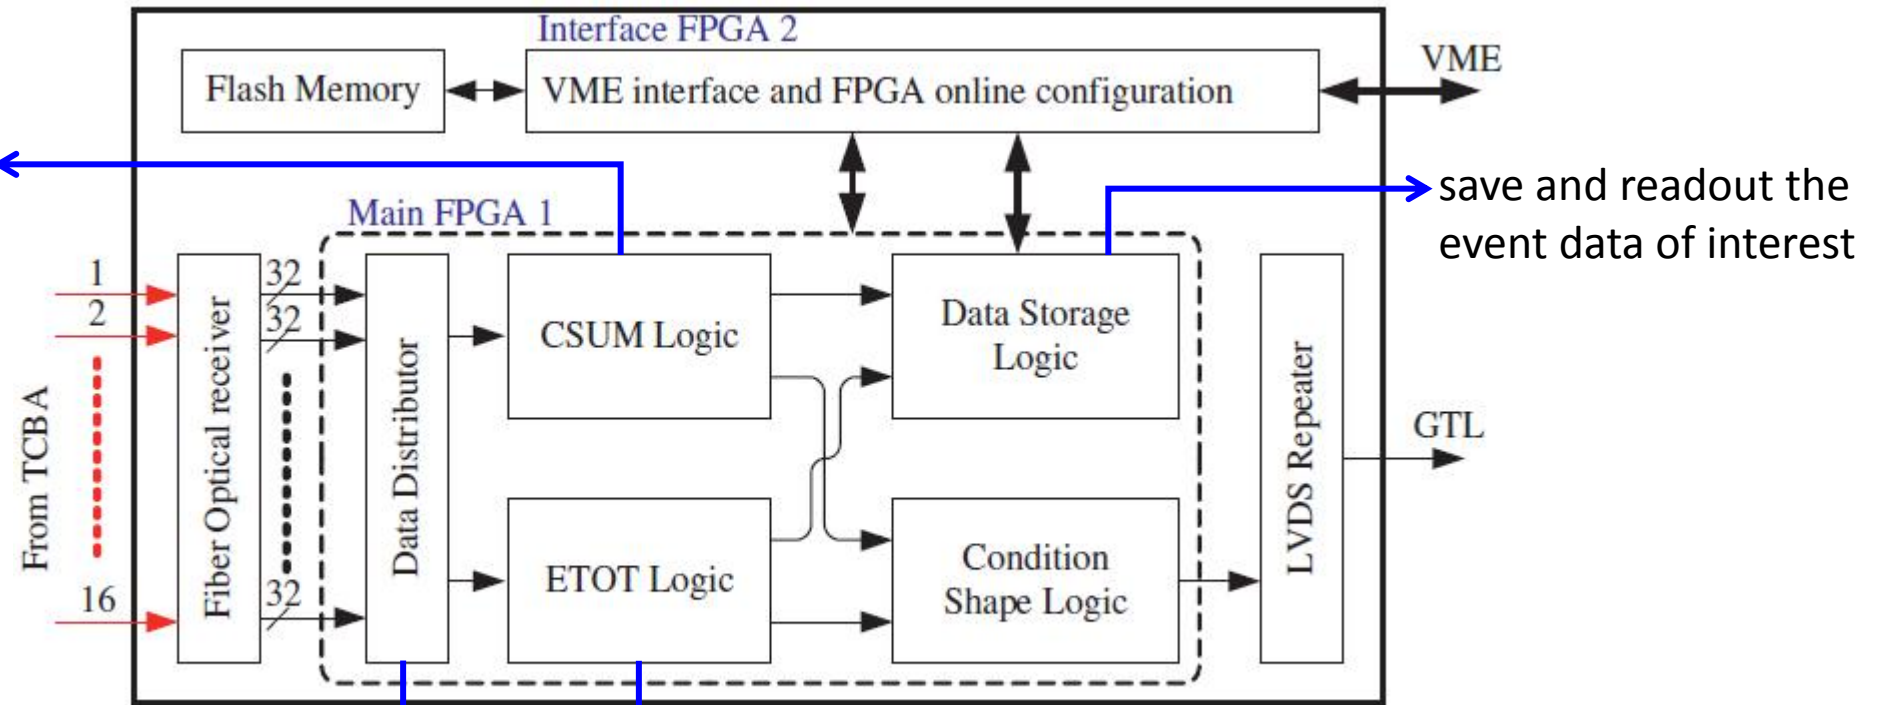 Interface FPGA 2
Flash Memory
VME interface and FPGA online configuration
VME
save and readout the
event data of interest
Main FPGA 1
1
2
16
From TCBA
Fiber Optical receiver
32
32
32
Data Distributor
CSUM Logic
Data Storage
Logic
ETOT Logic
Condition
Shape Logic
LVDS Repeater
GTL